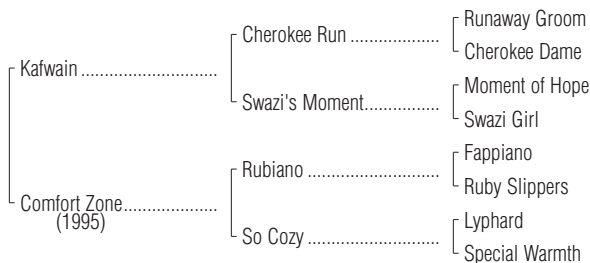 Runaway Groom
Cherokee Run ...................
Cherokee Dame
Kafwain .............................
Moment of Hope
Swazi's Moment................
Swazi Girl
Fappiano
Rubiano ............................
Ruby Slippers
Comfort Zone....................
(1995)
Lyphard
So Cozy ............................
Special Warmth